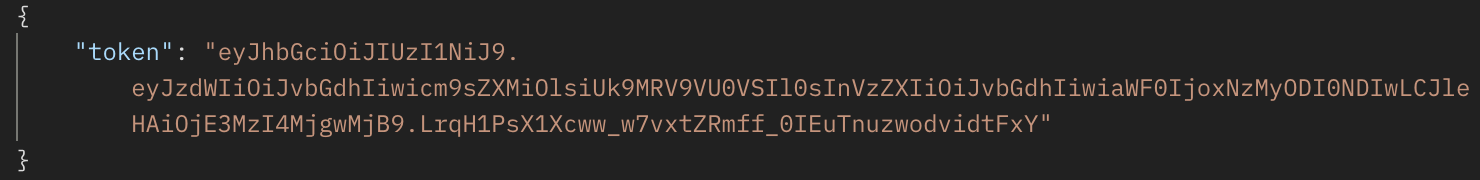 {
"token": "eyJhbGciOiJIUzI1NiJ9.
eyJzdWIiOiJvbGdhIiwicm9sZXMiOlsiUk9MRV9VU0VSIl0sInVzZXIiOiJvbGdhIiwiaWF0IjoxNzMyODI0NDIwLCJle
HAiOjE3MzI4MjgwMjB9.LrqH1PsX1Xcww_w7vxtZRmff_0IEuTnuzwodvidtFxY"
}